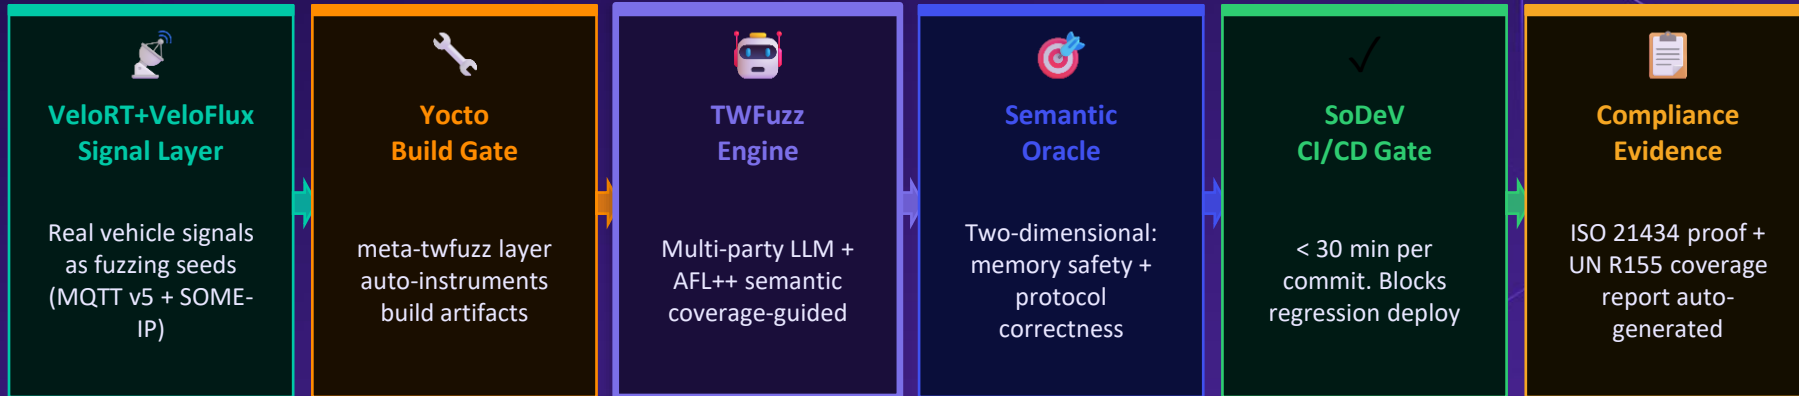 VeloRT+VeloFlux
Signal Layer
Real vehicle signals
as fuzzing seeds
(MQTT v5 + SOME-
IP)
Yocto
Build Gate
meta-twfuzz layer
auto-instruments
build artifacts
TWFuzz
Engine
Multi-party LLM +
AFL++ semantic
coverage-guided
Semantic
Oracle
Two-dimensional:
memory safety +
protocol
correctness
SoDeV
CI/CD Gate
< 30 min per
commit. Blocks
regression deploy
Compliance
Evidence
ISO 21434 proof +
UN R155 coverage
report auto-
generated